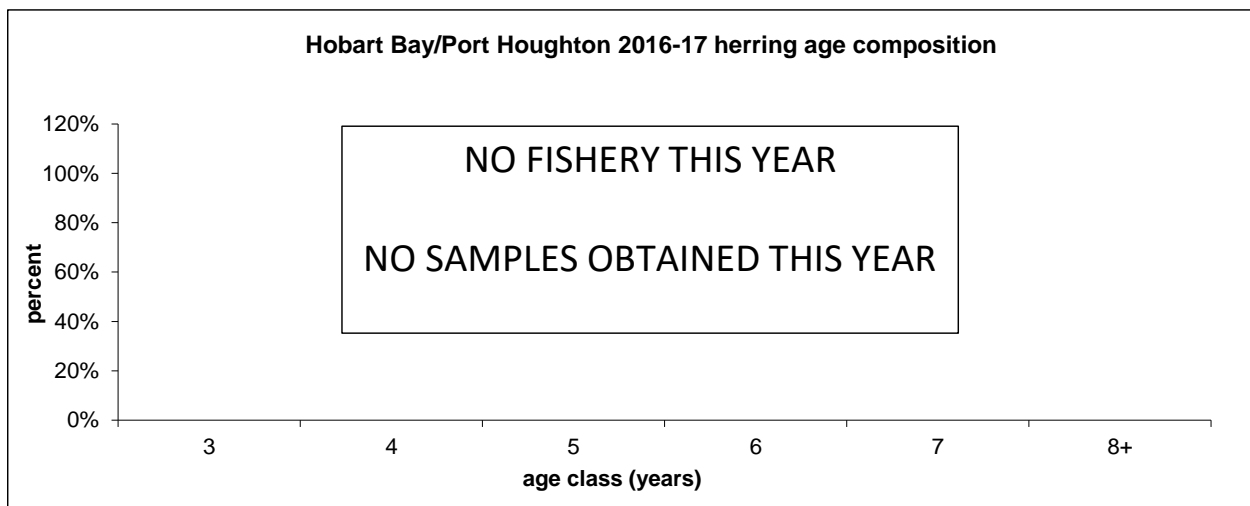 Hobart Bay/Port Houghton 2016-17 herring age composition
120%
100%
80%
60%
40%
20%
0%
percent
NO FISHERY THIS YEAR
NO SAMPLES OBTAINED THIS YEAR
3 4 5 6 7 8+
age class (years)